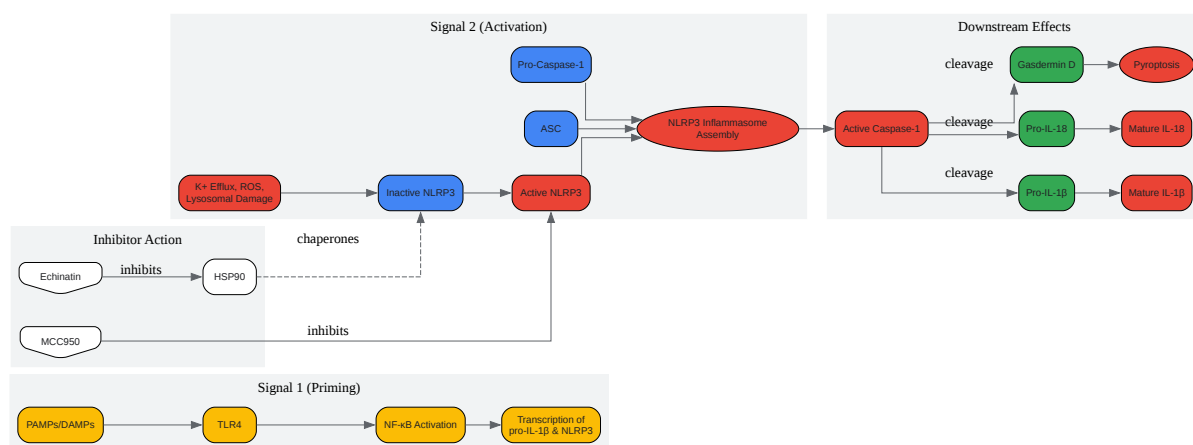 Signal 2 (Activation)
Pro-Caspase-1
ASC
NLRP3 Inflammasome
Assembly
K+ Efflux, ROS,
Lysosomal Damage
Inactive NLRP3
Active NLRP3
Downstream Effects
cleavage
Gasdermin D
Pyroptosis
Active Caspase-1
cleavage
Pro-IL-18
Mature IL-18
cleavage
Pro-IL-1β
Mature IL-1β
Inhibitor Action
chaperones
Echinatin
inhibits
HSP90
MCC950
inhibits
Signal 1 (Priming)
PAMPs/DAMPs
TLR4
NF-κB Activation
Transcription of
pro-IL-1β & NLRP3